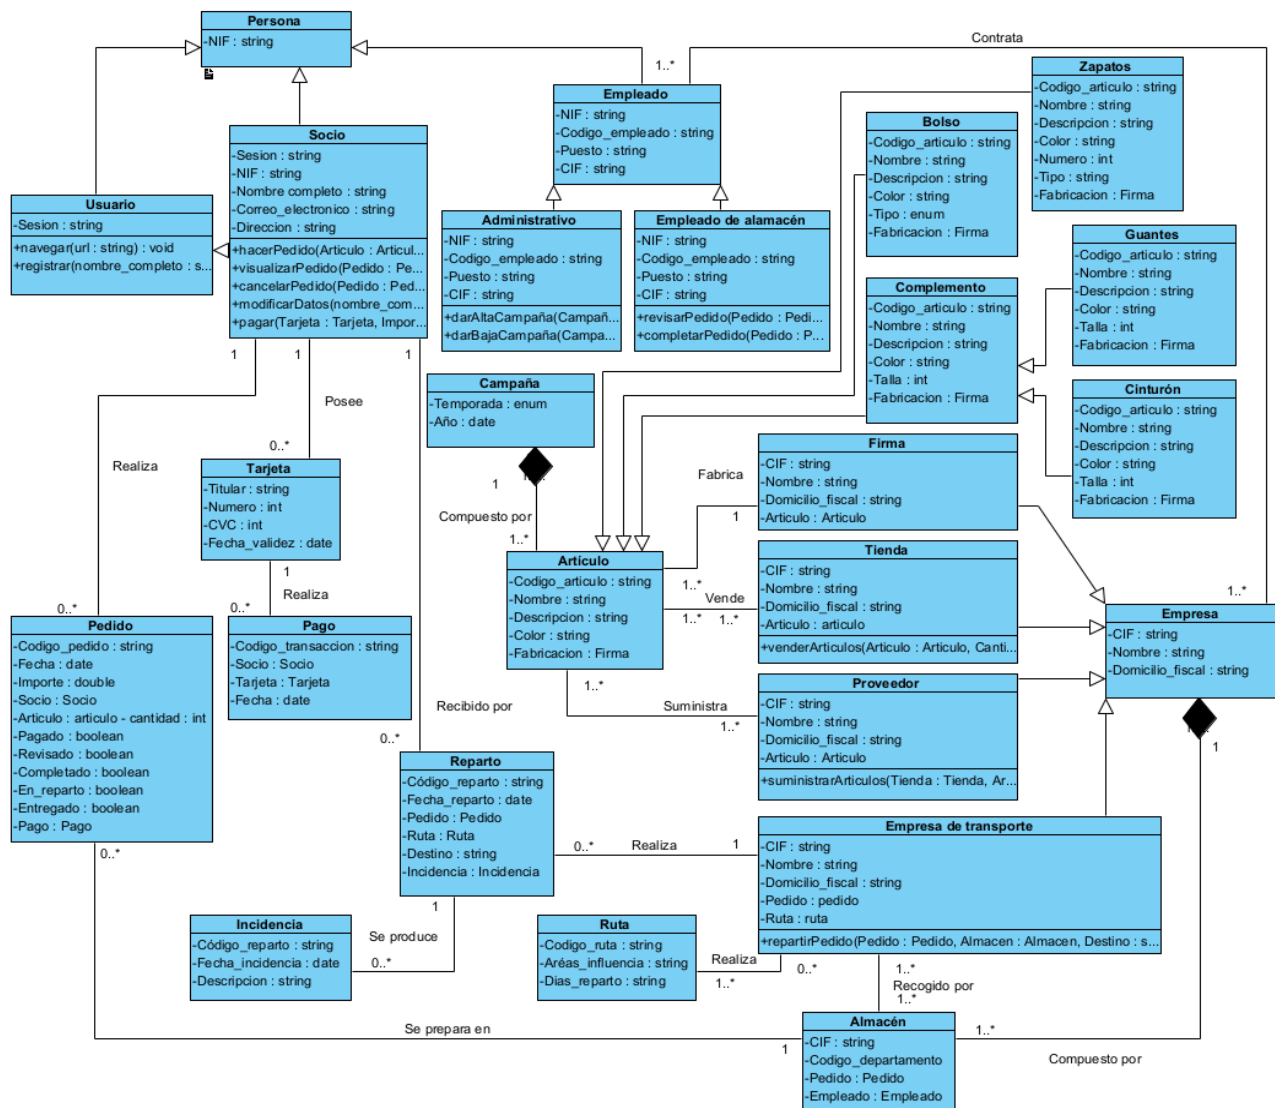 Persona
-NIF : string
Contrata
1..*
Zapatos
-Codigo_articulo : string
-Nombre : string
-Descripcion : string
-Color : string
-Numero : int
-Tipo : string
-Fabricacion : Firma
Empleado
-NIF : string
-Codigo_empleado : string
-Puesto : string
-CIF : string
Bolso
-Codigo_articulo : string
-Nombre : string
-Descripcion : string
-Color : string
-Tipo : enum
-Fabricacion : Firma
Socio
-Sesion : string
-NIF : string
-Nombre completo : string
-Correo_electronico : string
-Direccion : string
+hacerPedido(Articulo : Articul...
+visualizarPedido(Pedido : Pe...
+cancelarPedido(Pedido : Ped...
+modificarDatos(nombre_com...
+pagar(Tarjeta : Tarjeta, Impor...
Usuario
-Sesion : string
+navegar(url : string) : void
+registrar(nombre_completo : s...
Administrativo
-NIF : string
-Codigo_empleado : string
-Puesto : string
-CIF : string
+darAltaCampaña(Campañ...
+darBajaCampaña(Campa...
Empleado de alamacén
-NIF : string
-Codigo_empleado : string
-Puesto : string
-CIF : string
+revisarPedido(Pedido : Pedi...
+completarPedido(Pedido : P...
Guantes
-Codigo_articulo : string
-Nombre : string
-Descripcion : string
-Color : string
-Talla : int
-Fabricacion : Firma
Complemento
-Codigo_articulo : string
-Nombre : string
-Descripcion : string
-Color : string
-Talla : int
-Fabricacion : Firma
1
1
1
Campaña
-Temporada : enum
-Año : date
Cinturón
-Codigo_articulo : string
-Nombre : string
-Descripcion : string
-Color : string
-Talla : int
-Fabricacion : Firma
Posee
0..*
Realiza
Tarjeta
-Titular : string
-Numero : int
-CVC : int
-Fecha_validez : date
1
Compuesto por
1..*
Fabrica
1
1..*
Firma
-CIF : string
-Nombre : string
-Domicilio_fiscal : string
-Articulo : Articulo
Artículo
-Codigo_articulo : string
-Nombre : string
-Descripcion : string
-Color : string
-Fabricacion : Firma
Vende
1..*
1..*
Tienda
-CIF : string
-Nombre : string
-Domicilio_fiscal : string
-Articulo : articulo
+venderArticulos(Articulo : Articulo, Canti...
1
Realiza
0..*
0..*
1..*
Empresa
-CIF : string
-Nombre : string
-Domicilio_fiscal : string
Pedido
-Codigo_pedido : string
-Fecha : date
-Importe : double
-Socio : Socio
-Articulo : articulo - cantidad : int
-Pagado : boolean
-Revisado : boolean
-Completado : boolean
-En_reparto : boolean
-Entregado : boolean
-Pago : Pago
Pago
-Codigo_transaccion : string
-Socio : Socio
-Tarjeta : Tarjeta
-Fecha : date
1..*
Suministra
1..*
Proveedor
-CIF : string
-Nombre : string
-Domicilio_fiscal : string
-Articulo : Articulo
+suministrarArticulos(Tienda : Tienda, Ar...
Recibido por
0..*
1
Reparto
-Código_reparto : string
-Fecha_reparto : date
-Pedido : Pedido
-Ruta : Ruta
-Destino : string
-Incidencia : Incidencia
0..*
Realiza
1
Empresa de transporte
-CIF : string
-Nombre : string
-Domicilio_fiscal : string
-Pedido : pedido
-Ruta : ruta
+repartirPedido(Pedido : Pedido, Almacen : Almacen, Destino : s...
0..*
1
Se produce
0..*
Incidencia
-Código_reparto : string
-Fecha_incidencia : date
-Descripcion : string
Ruta
-Codigo_ruta : string
-Aréas_influencia : string
-Dias_reparto : string
Realiza
0..*
1..*
1..*
Recogido por
1..*
Se prepara en
1
Almacén
-CIF : string
-Codigo_departamento
-Pedido : Pedido
-Empleado : Empleado
1..*
Compuesto por